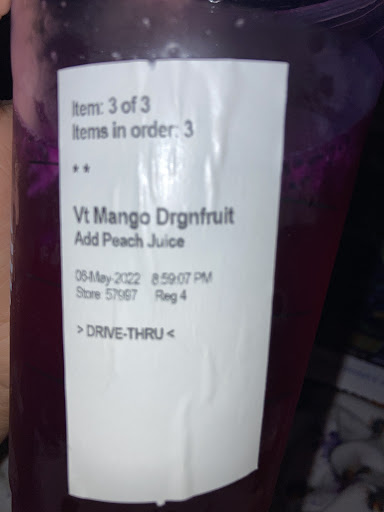 Item: 3 of 3
Items in order: 3
* *
Vt Mango Drgnfruit
Add Peach Juice
06-May-2022 8:59:07 PM
Store 57997 Reg 4
> DRIVE-THRU <